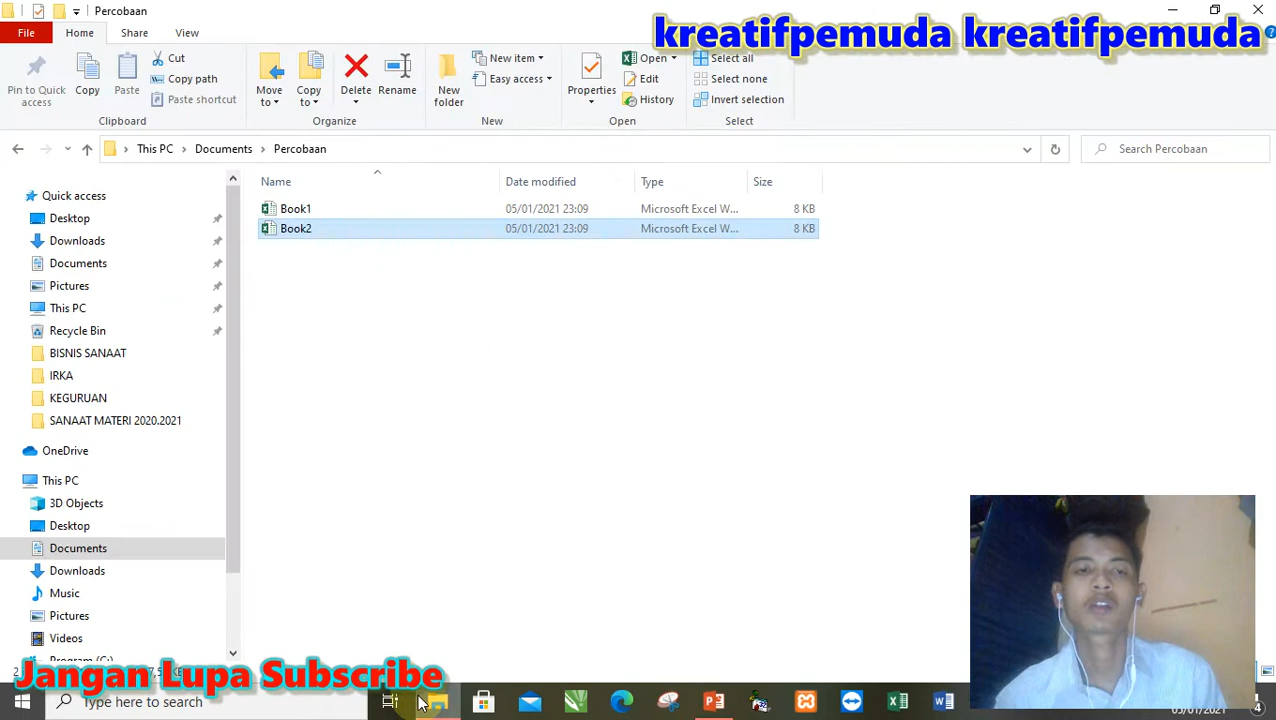 Percobaan
kreatifpemuda kreatifpemuda
File Home Share View
Pin to Quick access
Copy
Paste
Cut
Copy path
Paste shortcut
Clipboard
Move to
Copy to
Delete
Rename
Organize
New folder
New item
Easy access
New
Properties
Open
Edit
History
Open
Select all
Select none
Invert selection
Select
This PC Documents Percobaan
Search Percobaan
Name Date modified Type Size
Book1 05/01/2021 23:09 Microsoft Excel W... 8 KB
Book2 05/01/2021 23:09 Microsoft Excel W... 8 KB
Quick access
Desktop
Downloads
Documents
Pictures
This PC
Recycle Bin
BISNIS SANAAT
IRKA
KEGURUAN
SANAAT MATERI 2020.2021
OneDrive
This PC
3D Objects
Desktop
Documents
Downloads
Music
Pictures
Videos
Jangan Lupa Subscribe
Type here to search
05/01/2021
4